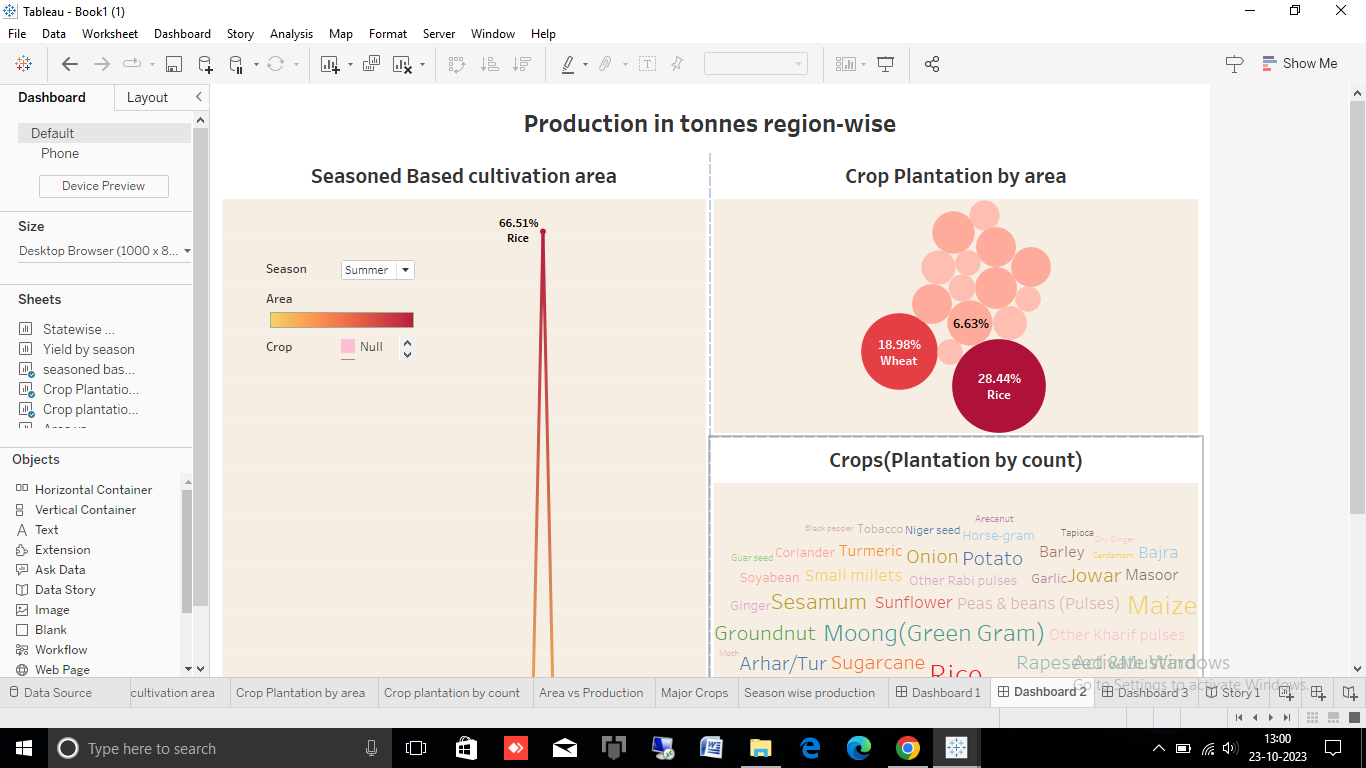 Tableau - Book1 (1)
File Data Worksheet Dashboard Story Analysis Map Format Server Window Help
Show Me
Dashboard Layout
Default
Phone
Device Preview
Size
Desktop Browser (1000 x 8...
Sheets
Statewise ...
Yield by season
seasoned bas...
Crop Plantatio...
Crop plantatio...
Objects
Horizontal Container
Vertical Container
Text
Extension
Ask Data
Data Story
Image
Blank
Workflow
Web Page
Production in tonnes region-wise
Seasoned Based cultivation area
66.51%
Rice
Season Summer
Area
Crop Null
Crop Plantation by area
6.63%
18.98%
Wheat
28.44%
Rice
Crops(Plantation by count)
Arecanut
Black pepper Tobacco Niger seed Horse-gram Tapioca Dry Ginger
Guar seed Coriander Turmeric Onion Potato Barley Cardamom Bajra
Soyabean Small millets Other Rabi pulses Garlic Jowar Masoor
Ginger Sesamum Sunflower Peas & beans (Pulses) Maize
Groundnut Moong(Green Gram) Other Kharif pulses
Moth Arhar/Tur Sugarcane Rice Rapeseed &Mustard
Activate Windows
Go to Settings to activate Windows.
Data Source cultivation area Crop Plantation by area Crop plantation by count Area vs Production Major Crops Season wise production Dashboard 1 Dashboard 2 Dashboard 3 Story 1
Type here to search
13:00
23-10-2023